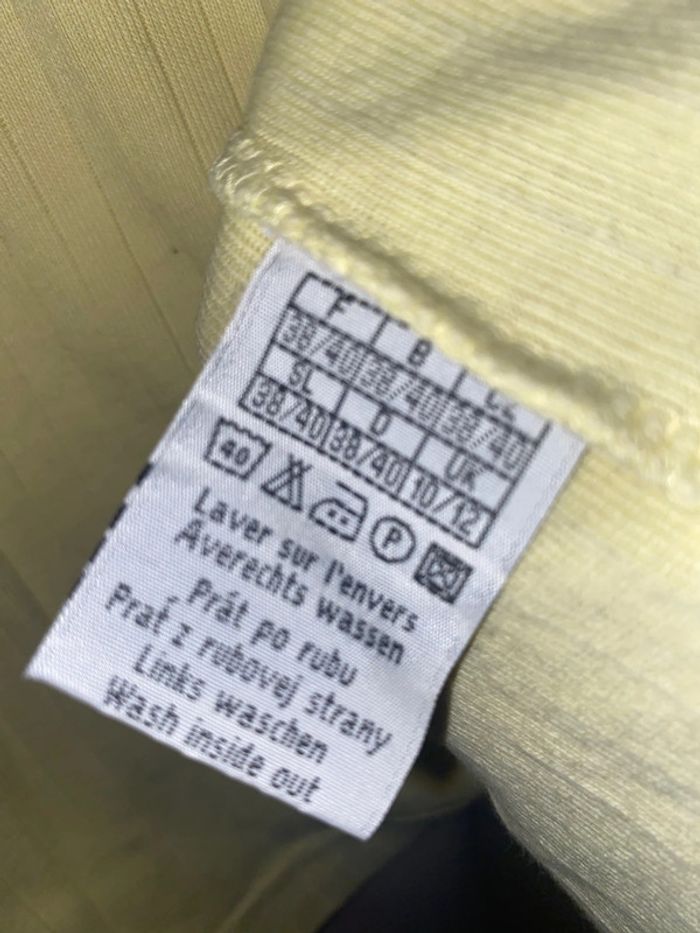 F B CZ
38/40 38/40 38/40
SL D UK
38/40 38/40 10/12
40 P
Laver sur l'envers
Averechts wassen
Prát po rubu
Prať z rubovej strany
Links waschen
Wash inside out